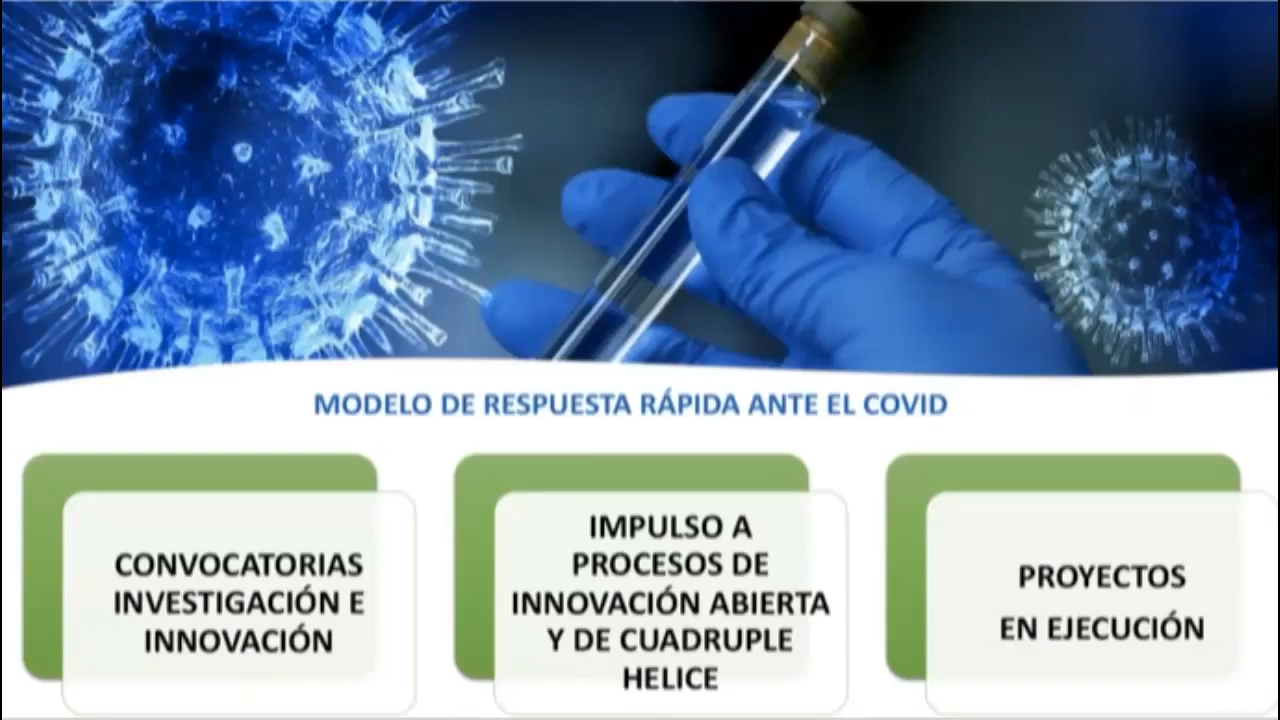 MODELO DE RESPUESTA RÁPIDA ANTE EL COVID
CONVOCATORIAS
INVESTIGACIÓN E
INNOVACIÓN
IMPULSO A
PROCESOS DE
INNOVACIÓN ABIERTA
Y DE CUADRUPLE
HELICE
PROYECTOS
EN EJECUCIÓN